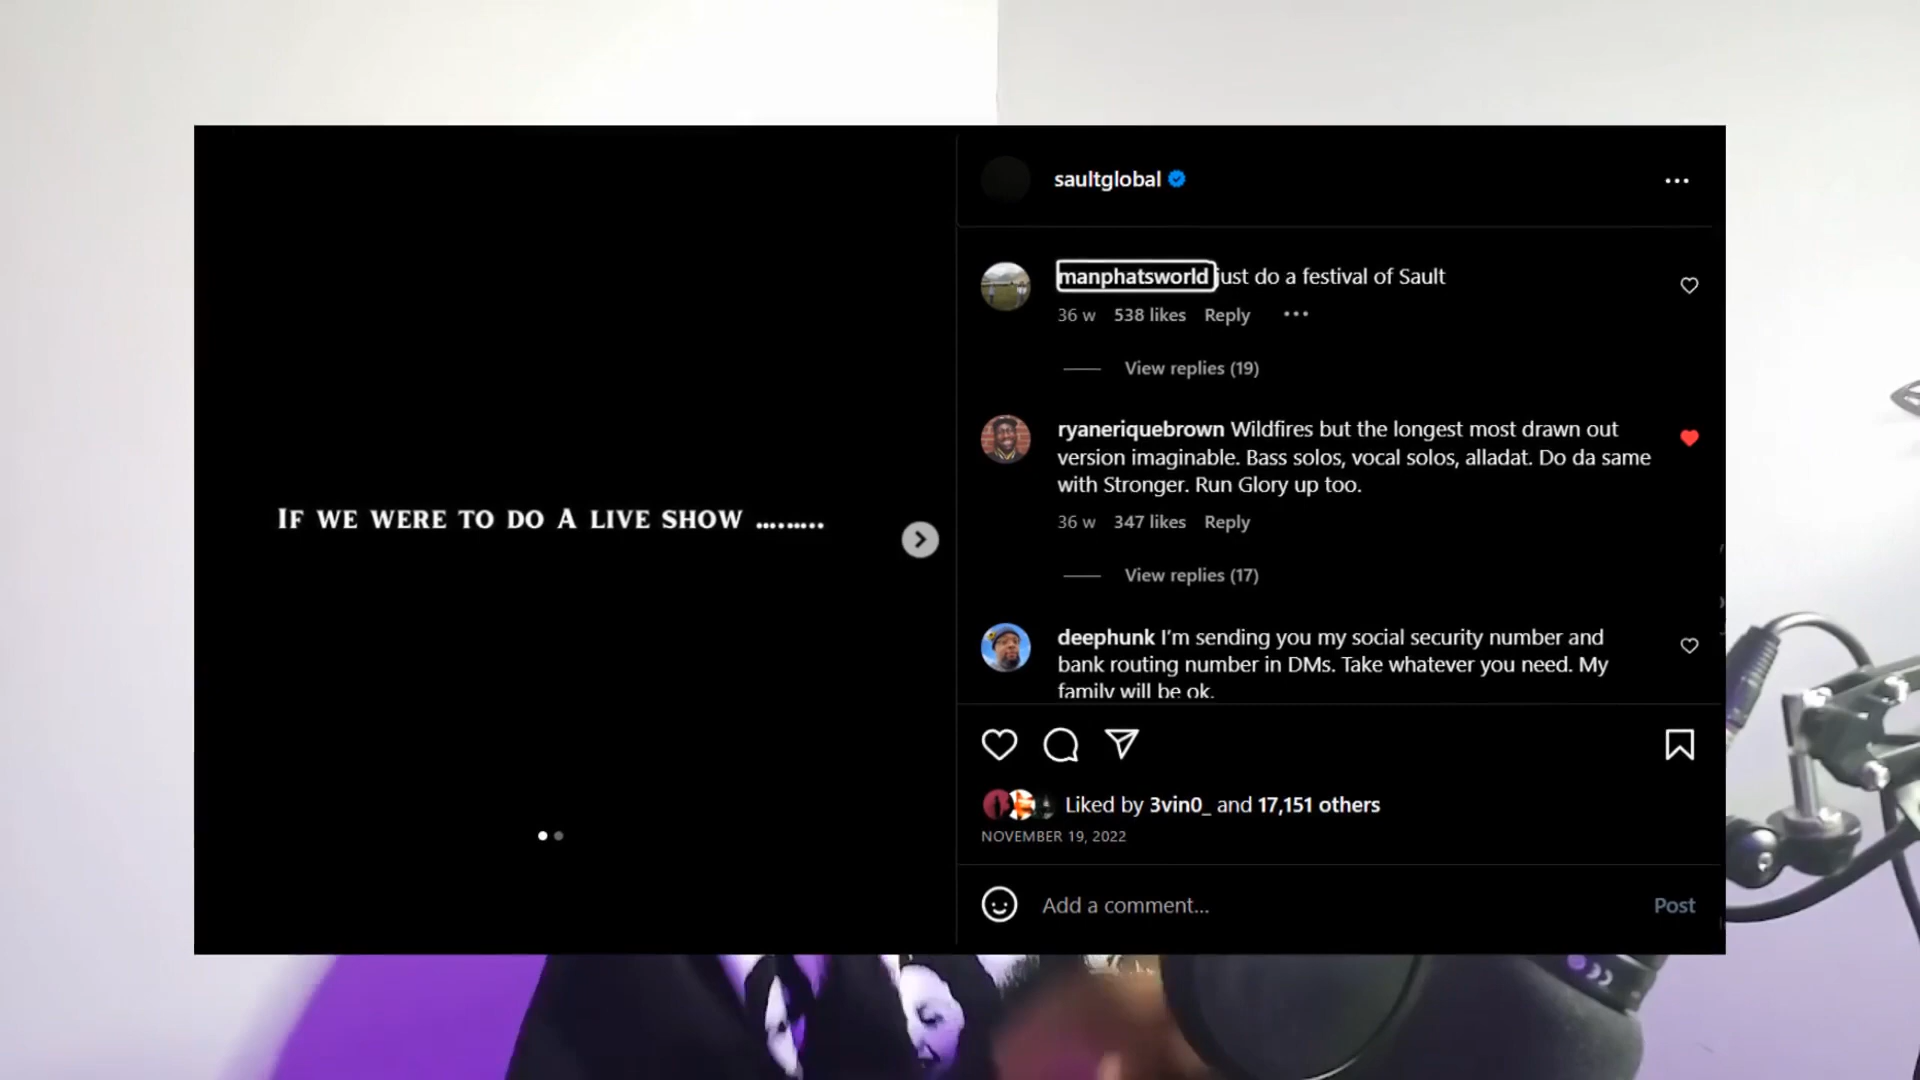 IF WE WERE TO DO A LIVE SHOW .........
saultglobal
manphatsworld just do a festival of Sault
36 w 538 likes Reply
View replies (19)
ryaneriquebrown Wildfires but the longest most drawn out
version imaginable. Bass solos, vocal solos, alladat. Do da same
with Stronger. Run Glory up too.
36 w 347 likes Reply
View replies (17)
deephunk I'm sending you my social security number and
bank routing number in DMs. Take whatever you need. My
family will be ok.
Liked by 3vin0_ and 17,151 others
NOVEMBER 19, 2022
Add a comment...
Post